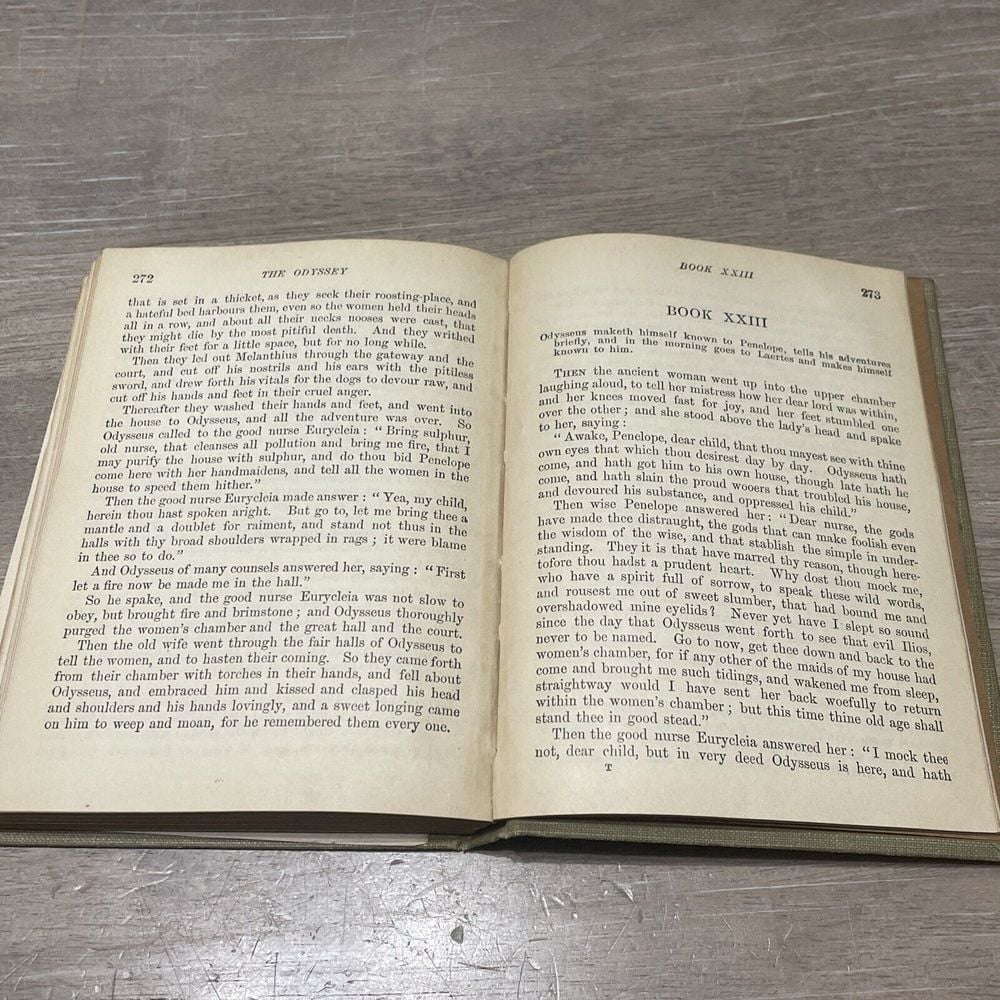 272
THE ODYSSEY
that is set in a thicket, as they seek their roosting-place, and
a hateful bed harbours them, even so the women held their heads
all in a row, and about all their necks nooses were cast, that
they might die by the most pitiful death. And they writhed
with their feet for a little space, but for no long while.
Then they led out Melanthius through the gateway and the
court, and cut off his nostrils and his ears with the pitiless
sword, and drew forth his vitals for the dogs to devour raw, and
cut off his hands and feet in their cruel anger.
Thereafter they washed their hands and feet, and went into
the house to Odysseus, and all the adventure was over. So
Odysseus called to the good nurse Eurycleia: "Bring sulphur,
old nurse, that cleanses all pollution and bring me fire, that I
may purify the house with sulphur, and do thou bid Penelope
come here with her handmaidens, and tell all the women in the
house to speed them hither."
Then the good nurse Eurycleia made answer: "Yea, my child,
herein thou hast spoken aright. But go to, let me bring thee a
mantle and a doublet for raiment, and stand not thus in the
halls with thy broad shoulders wrapped in rags; it were blame
in thee so to do."
And Odysseus of many counsels answered her, saying: "First
let a fire now be made me in the hall."
So he spake, and the good nurse Eurycleia was not slow to
obey, but brought fire and brimstone; and Odysseus thoroughly
purged the women's chamber and the great hall and the court.
Then the old wife went through the fair halls of Odysseus to
tell the women, and to hasten their coming. So they came forth
from their chamber with torches in their hands, and fell about
Odysseus, and embraced him and kissed and clasped his head
and shoulders and his hands lovingly, and a sweet longing came
on him to weep and moan, for he remembered them every one.
BOOK XXIII
273
BOOK XXIII
Odysseus maketh himself known to Penelope, tells his adventures
briefly, and in the morning goes to Laertes and makes himself
known to him.
THEN the ancient woman went up into the upper chamber
laughing aloud, to tell her mistress how her dear lord was within,
and her knees moved fast for joy, and her feet stumbled one
over the other; and she stood above the lady's head and spake
to her, saying:
"Awake, Penelope, dear child, that thou mayest see with thine
own eyes that which thou desirest day by day. Odysseus hath
come, and hath got him to his own house, though late hath he
come, and hath slain the proud wooers that troubled his house,
and devoured his substance, and oppressed his child."
Then wise Penelope answered her: "Dear nurse, the gods
have made thee distraught, the gods that can make foolish even
the wisdom of the wise, and that stablish the simple in under-
standing. They it is that have marred thy reason, though here-
tofore thou hadst a prudent heart. Why dost thou mock me,
who have a spirit full of sorrow, to speak these wild words,
and rousest me out of sweet slumber, that had bound me and
overshadowed mine eyelids? Never yet have I slept so sound
since the day that Odysseus went forth to see that evil Ilios,
never to be named. Go to now, get thee down and back to the
women's chamber, for if any other of the maids of my house had
come and brought me such tidings, and wakened me from sleep,
straightway would I have sent her back woefully to return
within the women's chamber; but this time thine old age shall
stand thee in good stead."
Then the good nurse Eurycleia answered her: "I mock thee
not, dear child, but in very deed Odysseus is here, and hath
T